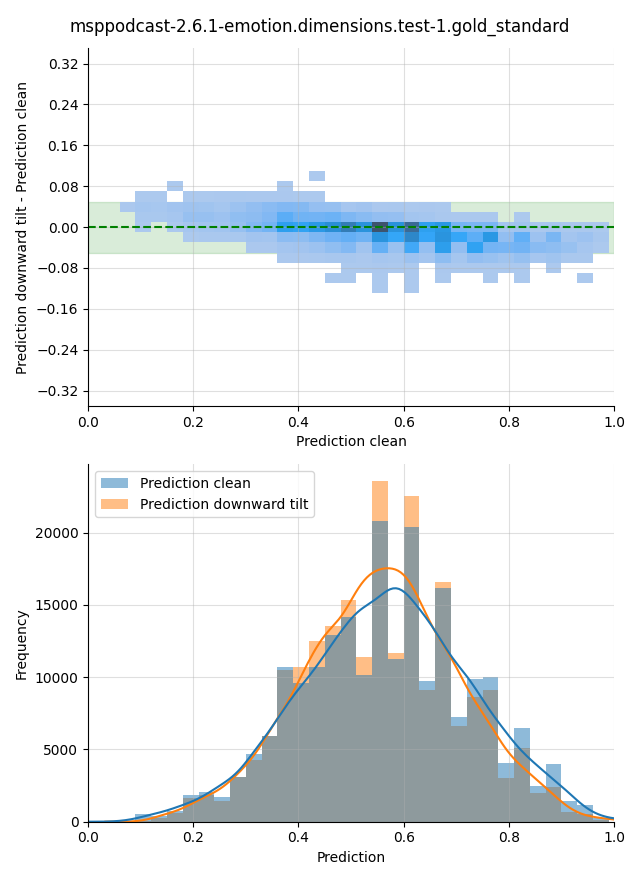 msppodcast-2.6.1-emotion.dimensions.test-1.gold_standard
Prediction downward tilt - Prediction clean
0.32
0.24
0.16
0.08
0.00
−0.08
−0.16
−0.24
−0.32
0.0 0.2 0.4 0.6 0.8 1.0
Prediction clean
Prediction clean
Prediction downward tilt
Frequency
20000
15000
10000
5000
0
0.0 0.2 0.4 0.6 0.8 1.0
Prediction